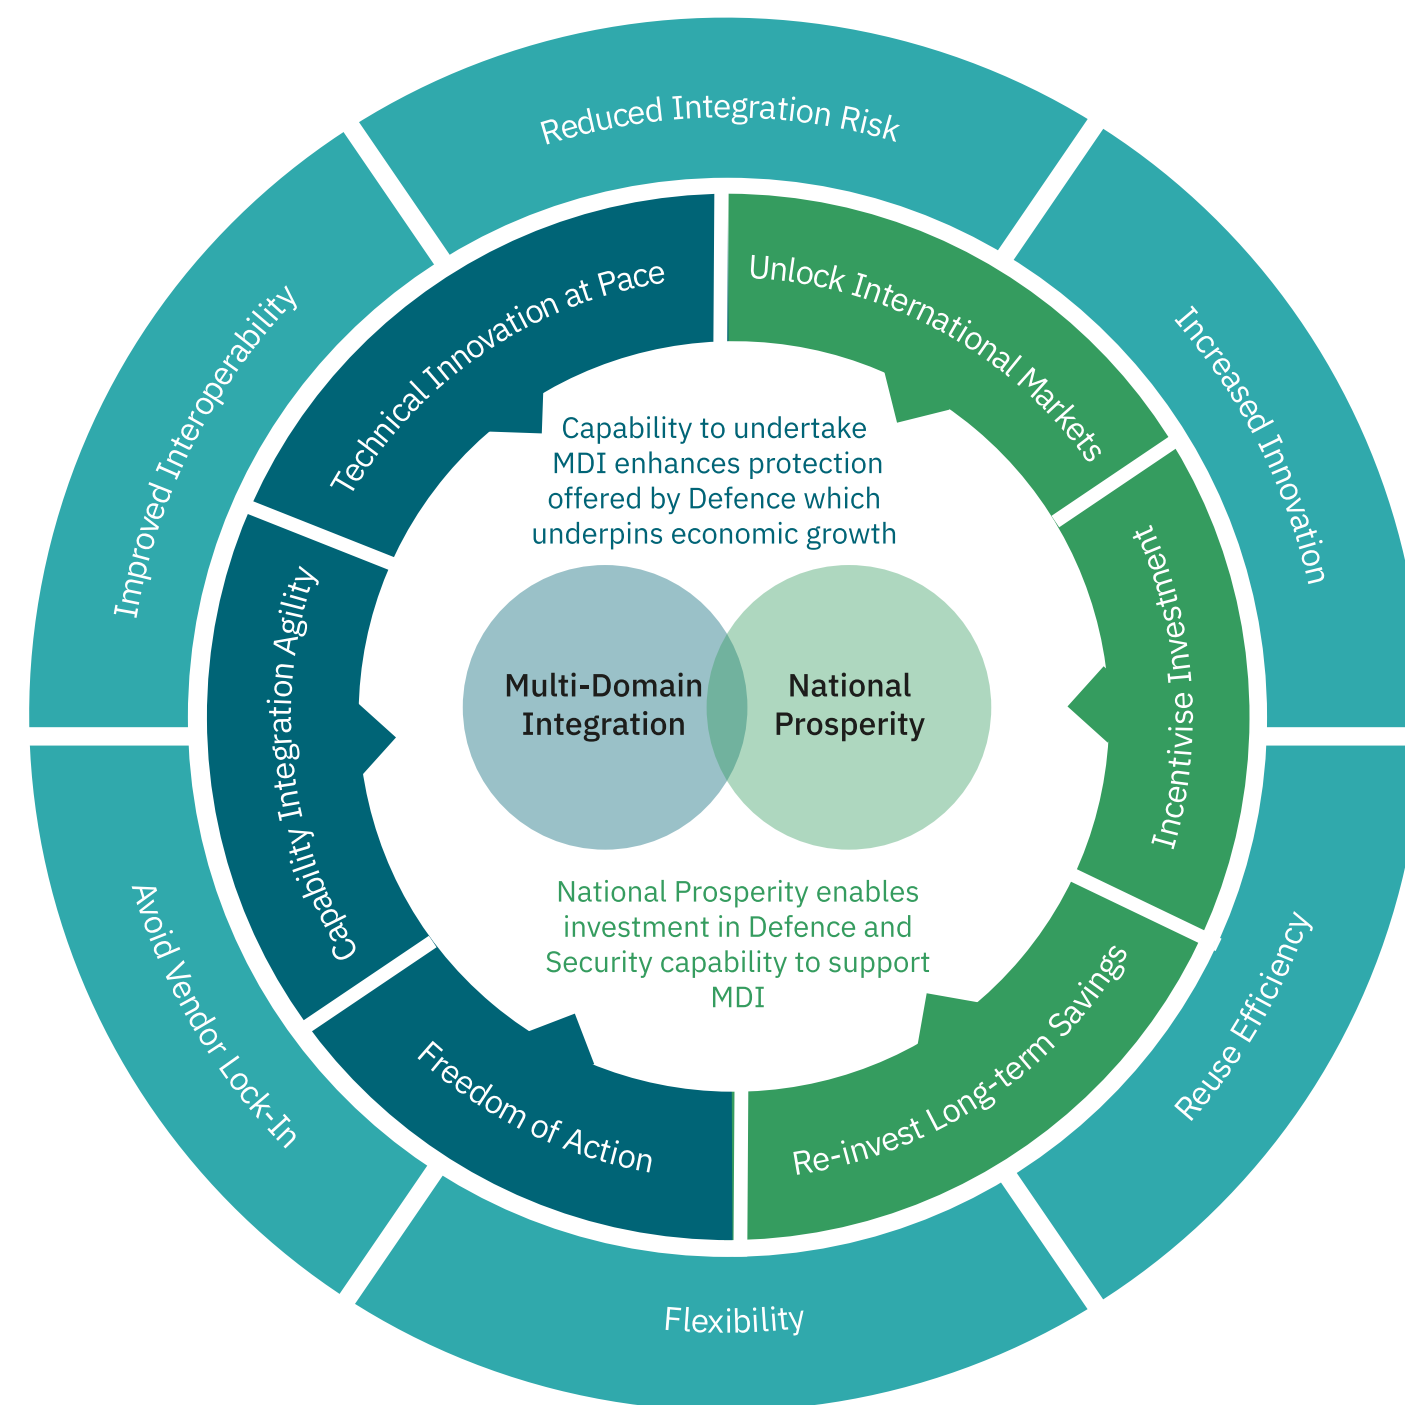 Reduced Integration Risk
Increased Innovation
Reuse Efficiency
Flexibility
Avoid Vendor Lock-In
Improved Interoperability
Technical Innovation at Pace
Unlock International Markets
Incentivise Investment
Re-invest Long-term Savings
Freedom of Action
Capability Integration Agility
Capability to undertake
MDI enhances protection
offered by Defence which
underpins economic growth
Multi-Domain
Integration
National
Prosperity
National Prosperity enables
investment in Defence and
Security capability to support
MDI